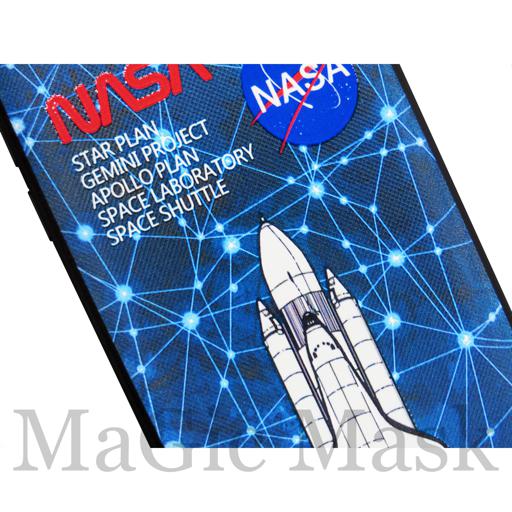 NASA
NASA
STAR PLAN
GEMINI PROJECT
APOLLO PLAN
SPACE LABORATORY
SPACE SHUTTLE
MaGic Mask